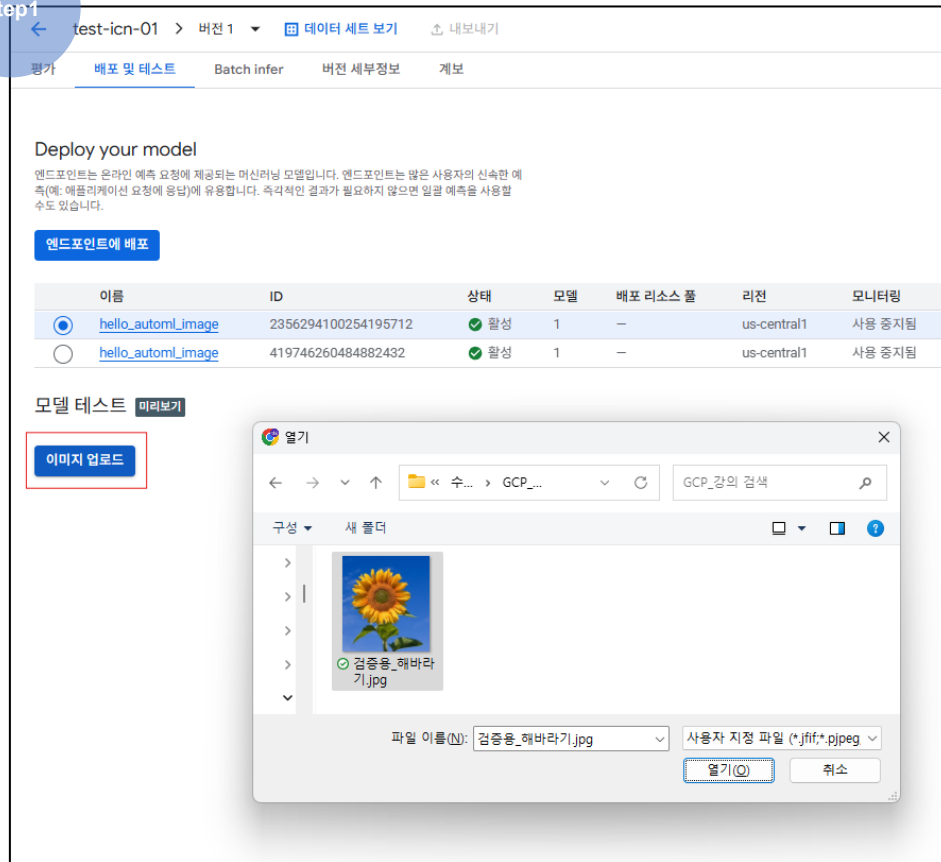 tep1
test-icn-01 > 버전 1 데이터 세트 보기 내보내기
평가 배포 및 테스트 Batch infer 버전 세부정보 계보
Deploy your model
엔드포인트는 온라인 예측 요청에 제공되는 머신러닝 모델입니다. 엔드포인트는 많은 사용자의 신속한 예
측(예: 애플리케이션 요청에 응답)에 유용합니다. 즉각적인 결과가 필요하지 않으면 일괄 예측을 사용할
수도 있습니다.
엔드포인트에 배포
이름 ID 상태 모델 배포 리소스 풀 리전 모니터링
hello_automl_image 2356294100254195712 활성 1 — us-central1 사용 중지됨
hello_automl_image 419746260484882432 활성 1 — us-central1 사용 중지됨
모델 테스트 미리보기
이미지 업로드
열기
« 수... > GCP_...
GCP_강의 검색
구성 새 폴더
검증용_해바라
기.jpg
파일 이름(N): 검증용_해바라기.jpg 사용자 지정 파일 (*.jfif;*.pjpeg
열기(O) 취소